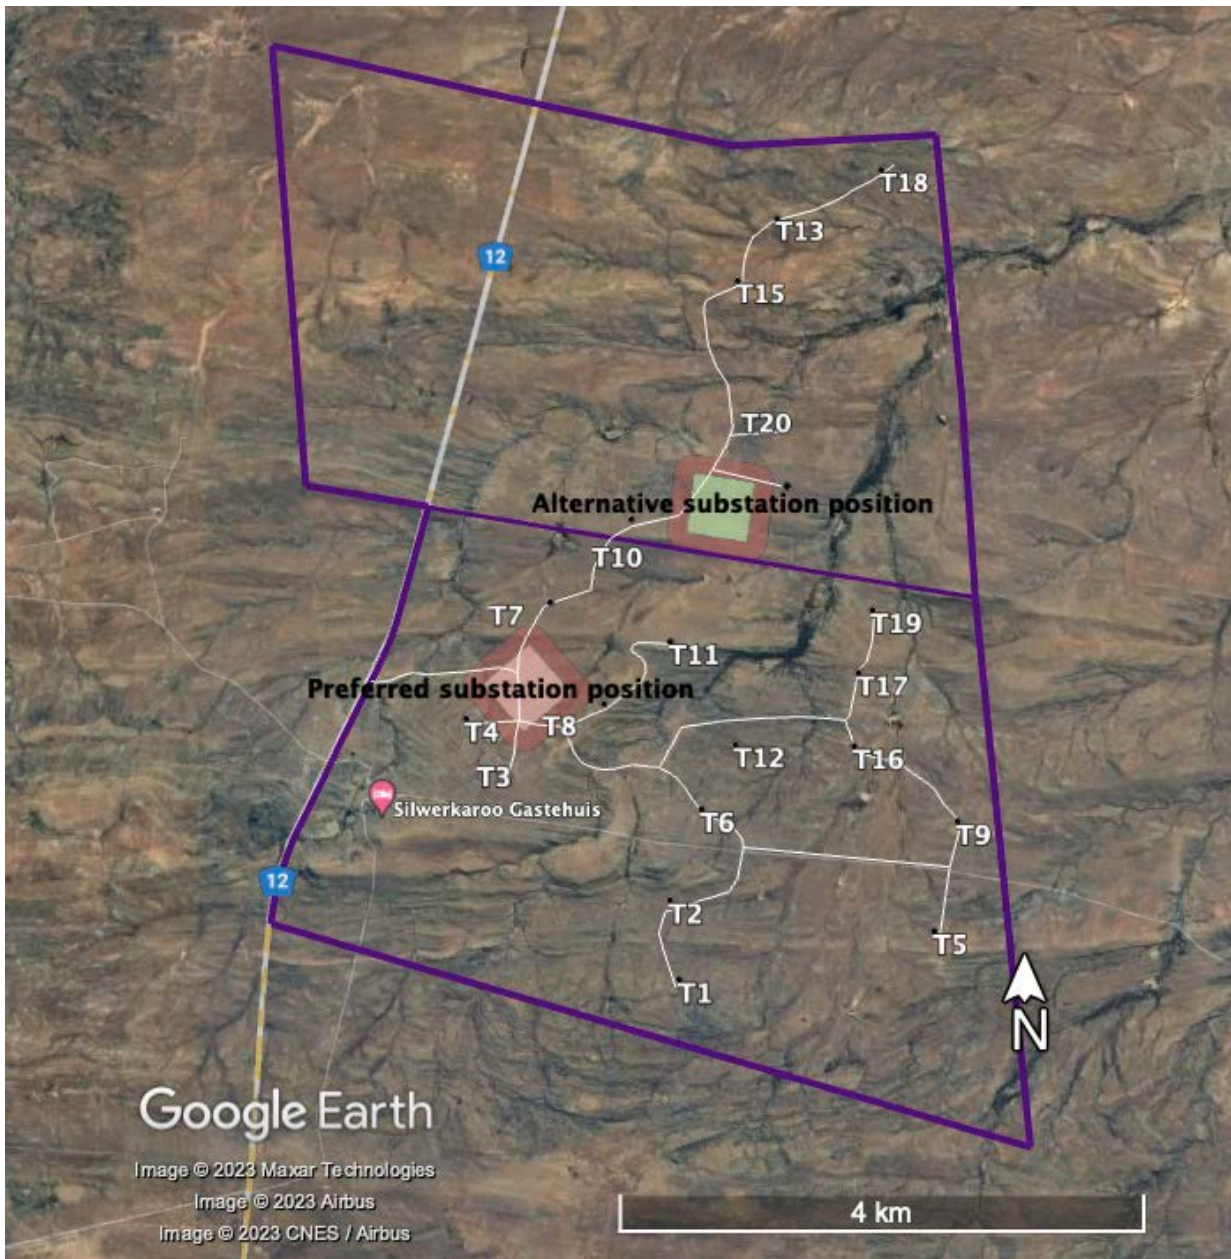 T18
T13
12
T15
T20
Alternative substation position
T10
T7
T19
T11
T17
Preferred substation position
T4
T8
T12
T16
T3
Silwerkaroo Gastehuis
T6
T9
12
T2
T5
T1
N
Google Earth
Image © 2023 Maxar Technologies
Image © 2023 Airbus
Image © 2023 CNES / Airbus
4 km